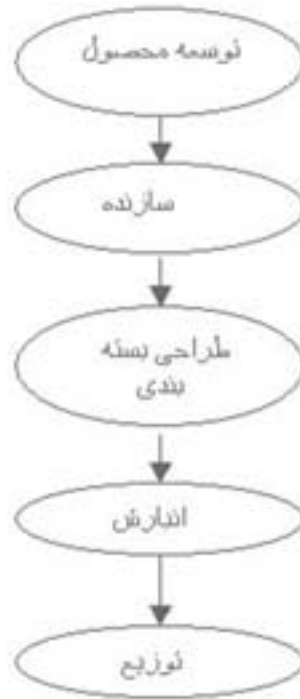 توسعه محصول
سازنده
طراحی بسته
بندی
انبارش
توزیع